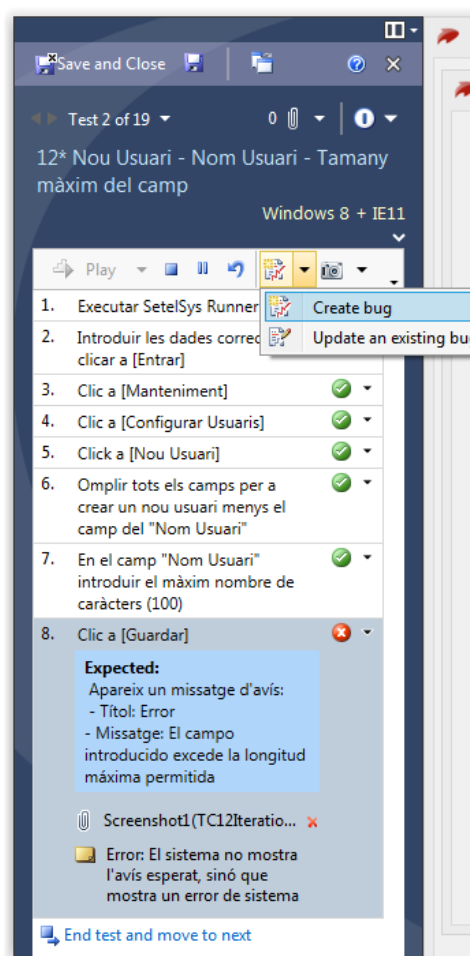 Save and Close
Test 2 of 19
0
12* Nou Usuari - Nom Usuari - Tamany
màxim del camp
Windows 8 + IE11
Play
Create bug
Update an existing
1. Executar SetelSys Runner
2. Introduir les dades
clicar a [Entrar]
3. Clic a [Manteniment]
4. Clic a [Configurar Usuaris]
5. Click a [Nou Usuari]
6. Omplir tots els camps per a
crear un nou usuari menys el
camp del "Nom Usuari"
7. En el camp "Nom Usuari"
introduir el màxim nombre de
caràcters (100)
8. Clic a [Guardar]
Expected:
Apareix un missatge d'avís:
- Títol: Error
- Missatge: El campo
introducido excede la longitud
máxima permitida
Screenshot1(TC12Iteratio...
Error: El sistema no mostra
l'avís esperat, sinó que
mostra un error de sistema
End test and move to next